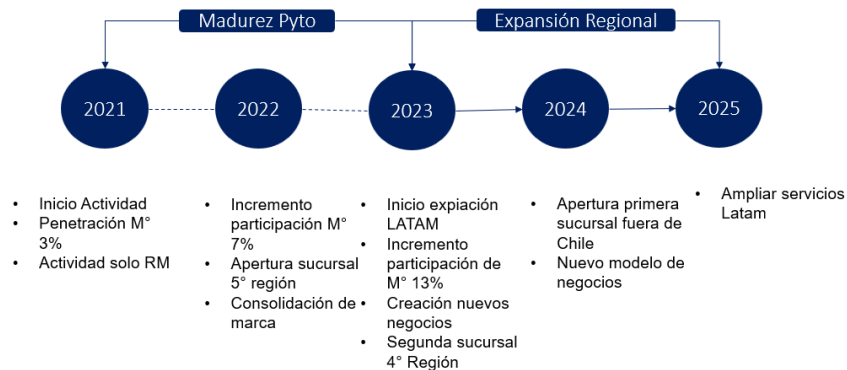 Madurez Pyto
Expansión Regional
2021
2022
2023
2024
2025
• Inicio Actividad
• Penetración M°
3%
• Actividad solo RM
• Incremento
participación M°
7%
• Apertura sucursal
5° región
• Consolidación de
marca
• Inicio expiación
LATAM
• Incremento
participación de
M° 13%
• Creación nuevos
negocios
• Segunda sucursal
4° Región
• Apertura primera
sucursal fuera de
Chile
• Nuevo modelo de
negocios
• Ampliar servicios
Latam